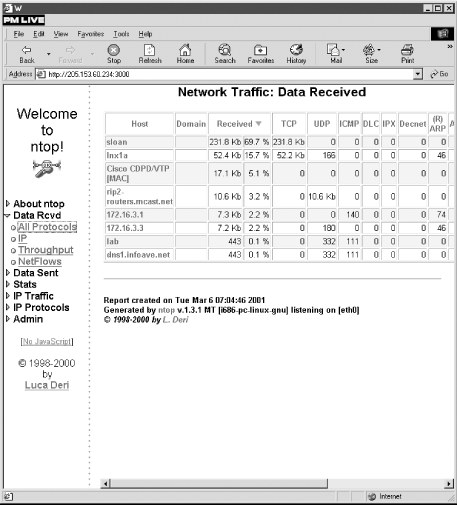 W
PM LIVE
File Edit View Favorites Tools Help
Back Forward Stop Refresh Home Search Favorites History Mail Size Print
Address http://205.153.60.234:3000 Go
Welcome
to
ntop!
About ntop
Data Rcvd
All Protocols
IP
Throughput
NetFlows
Data Sent
Stats
IP Traffic
IP Protocols
Admin
[No JavaScript]
© 1998-2000
by
Luca Deri
Network Traffic: Data Received
Host Domain Received TCP UDP ICMP DLC IPX Decnet (R) ARP A
sloan 231.8 Kb 69.7 % 231.8 Kb 0 0 0 0 0 0
lnx1a 52.4 Kb 15.7 % 52.2 Kb 166 0 0 0 0 46
Cisco CDPD/VTP
[MAC] 17.1 Kb 5.1 % 0 0 0 0 0 0 0
rip2-
routers.mcast.net 10.6 Kb 3.2 % 0 10.6 Kb 0 0 0 0 0
172.16.3.1 7.3 Kb 2.2 % 0 0 140 0 0 0 74
172.16.3.3 7.2 Kb 2.2 % 0 180 0 0 0 0 46
lab 443 0.1 % 0 332 111 0 0 0 0
dns1.infoave.net 443 0.1 % 0 332 111 0 0 0 0
Report created on Tue Mar 6 07:04:46 2001
Generated by ntop v.1.3.1 MT [i686-pc-linux-gnu] listening on [eth0]
© 1998-2000 by L. Deri
Internet